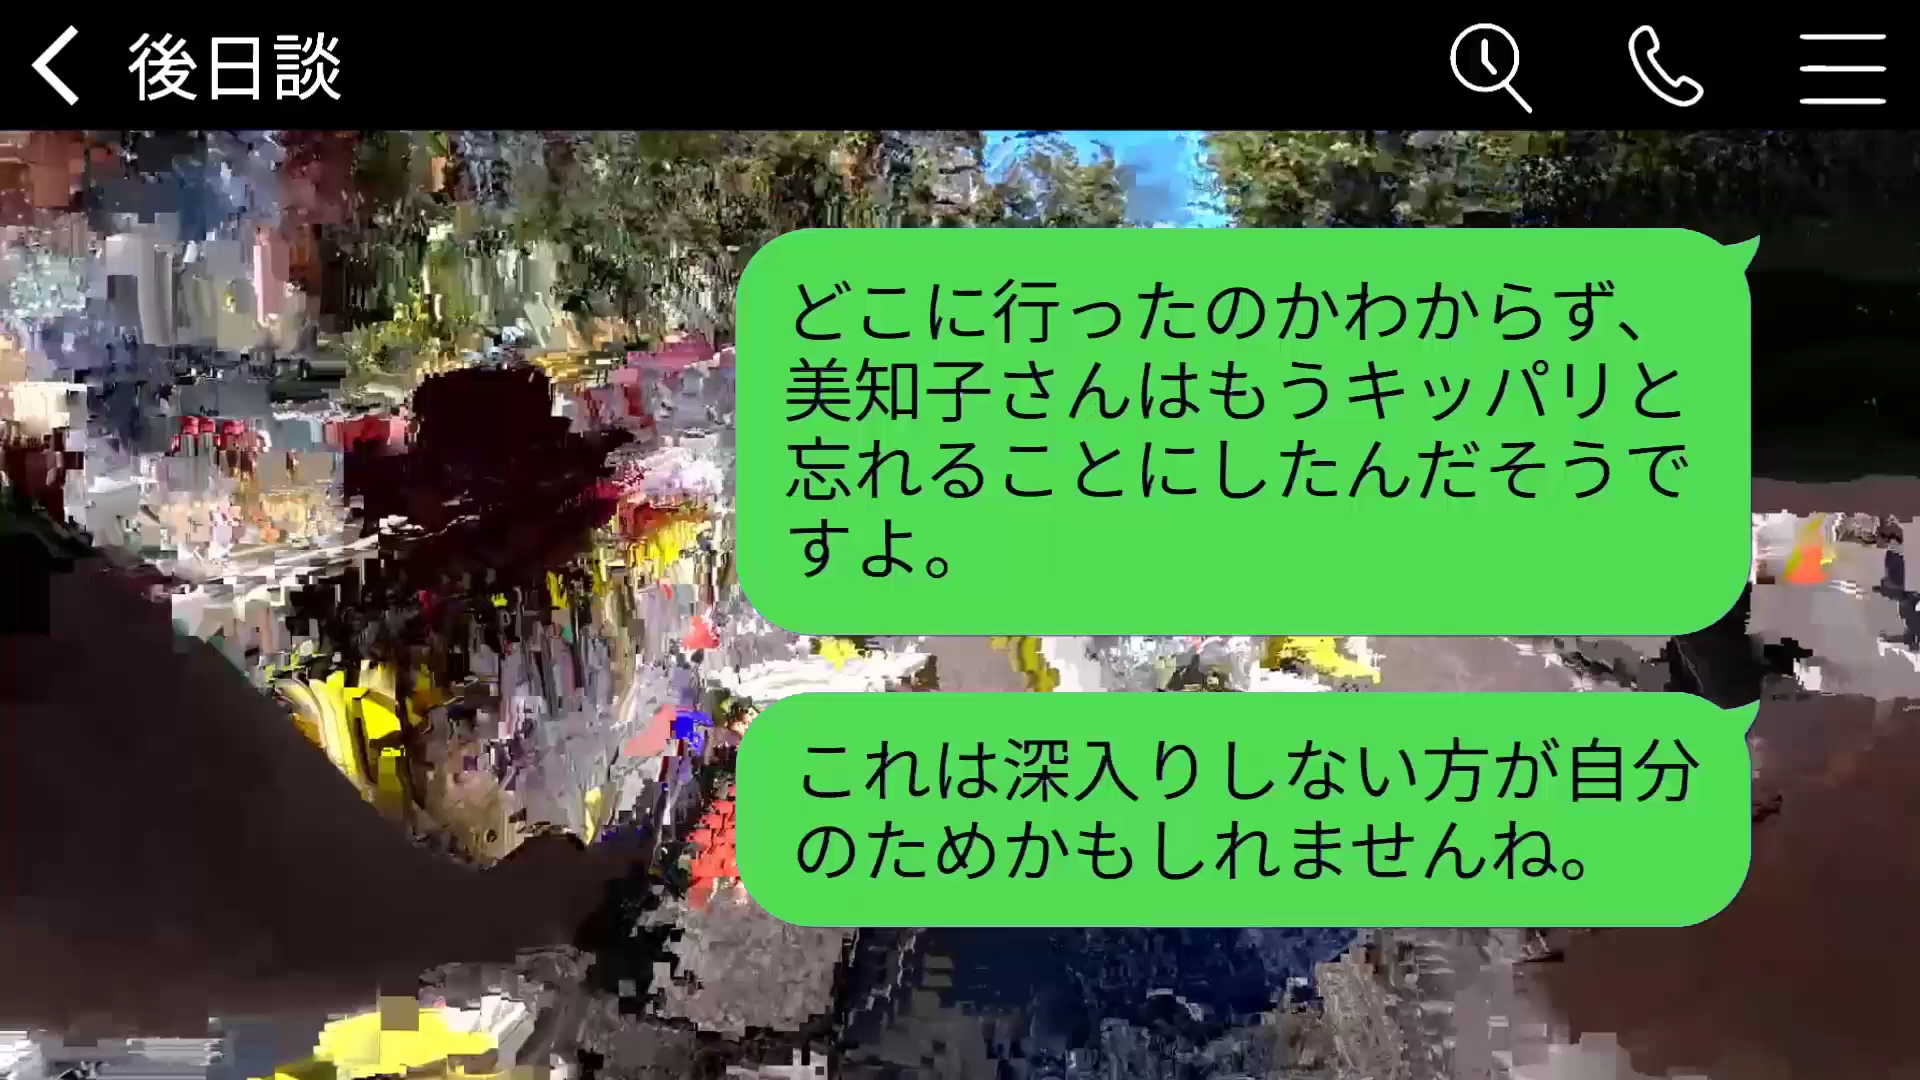 後日談
どこに行ったのかわからず、
美知子さんはもうキッパリと
忘れることにしたんだそうで
すよ。
これは深入りしない方が自分
のためかもしれませんね。